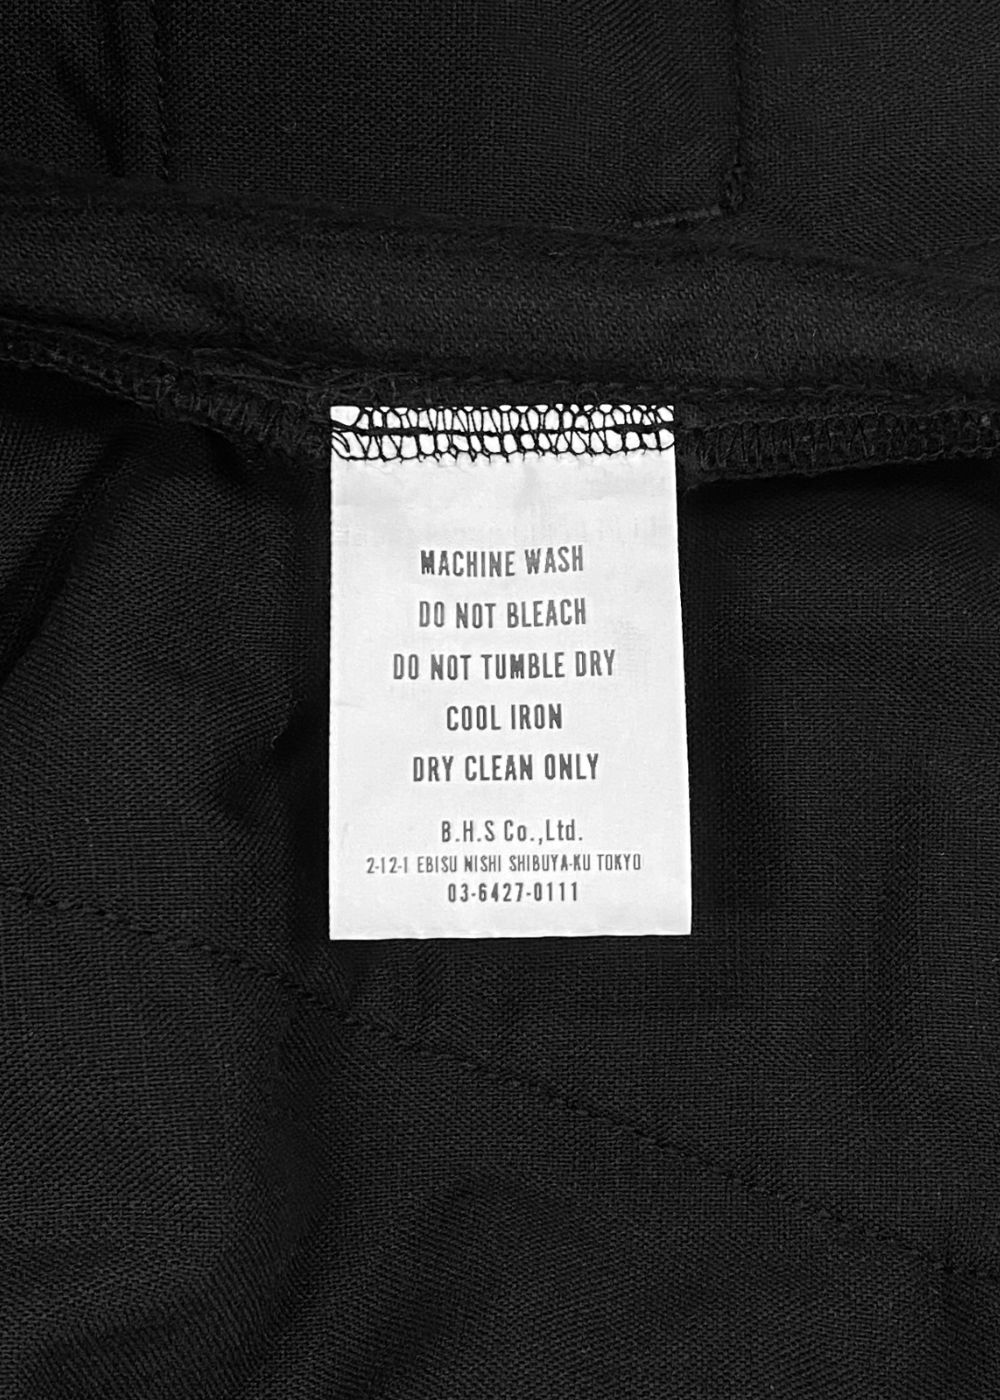 MACHINE WASH
DO NOT BLEACH
DO NOT TUMBLE DRY
COOL IRON
DRY CLEAN ONLY
B.H.S Co.,Ltd.
2-12-1 EBISU NISHI SHIBUYA-KU TOKYO
03-6427-0111